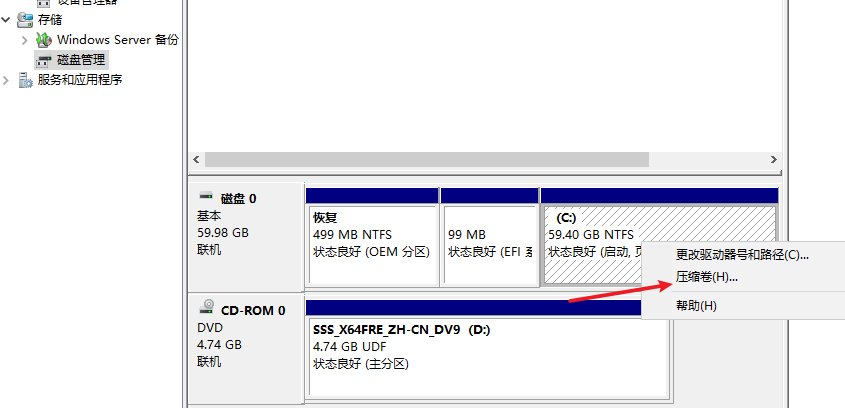 设备管理器
存储
Windows Server 备份
磁盘管理
服务和应用程序
磁盘 0
基本
59.98 GB
联机
恢复
499 MB NTFS
状态良好 (OEM 分区)
99 MB
状态良好 (EFI 系
(C:)
59.40 GB NTFS
状态良好 (启动, 页
更改驱动器号和路径(C)...
压缩卷(H)...
帮助(H)
CD-ROM 0
DVD
4.74 GB
联机
SSS_X64FRE_ZH-CN_DV9 (D:)
4.74 GB UDF
状态良好 (主分区)